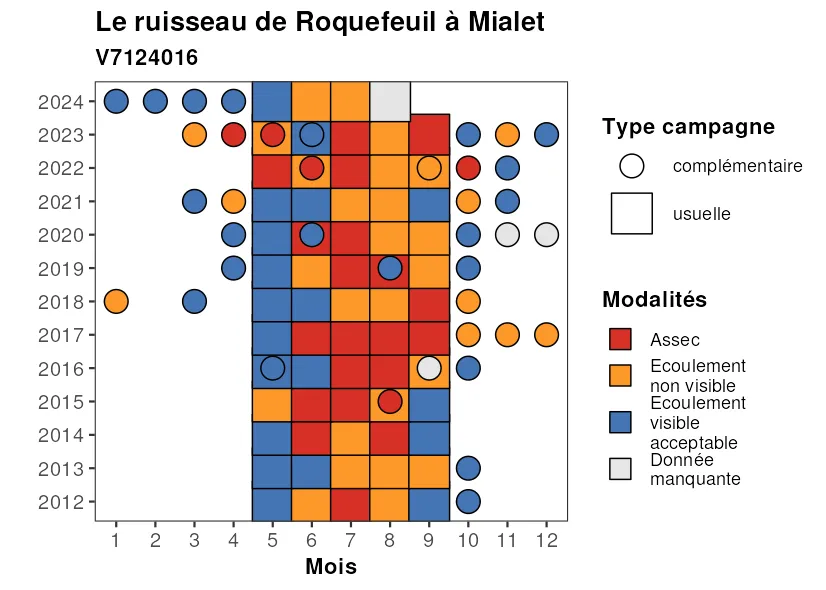 Le ruisseau de Roquefeuil à Mialet
V7124016
2024
2023
2022
2021
2020
2019
2018
2017
2016
2015
2014
2013
2012
1 2 3 4 5 6 7 8 9 10 11 12
Mois
Type campagne
complémentaire
usuelle
Modalités
Assec
Ecoulement
non visible
Ecoulement
visible
acceptable
Donnée
manquante